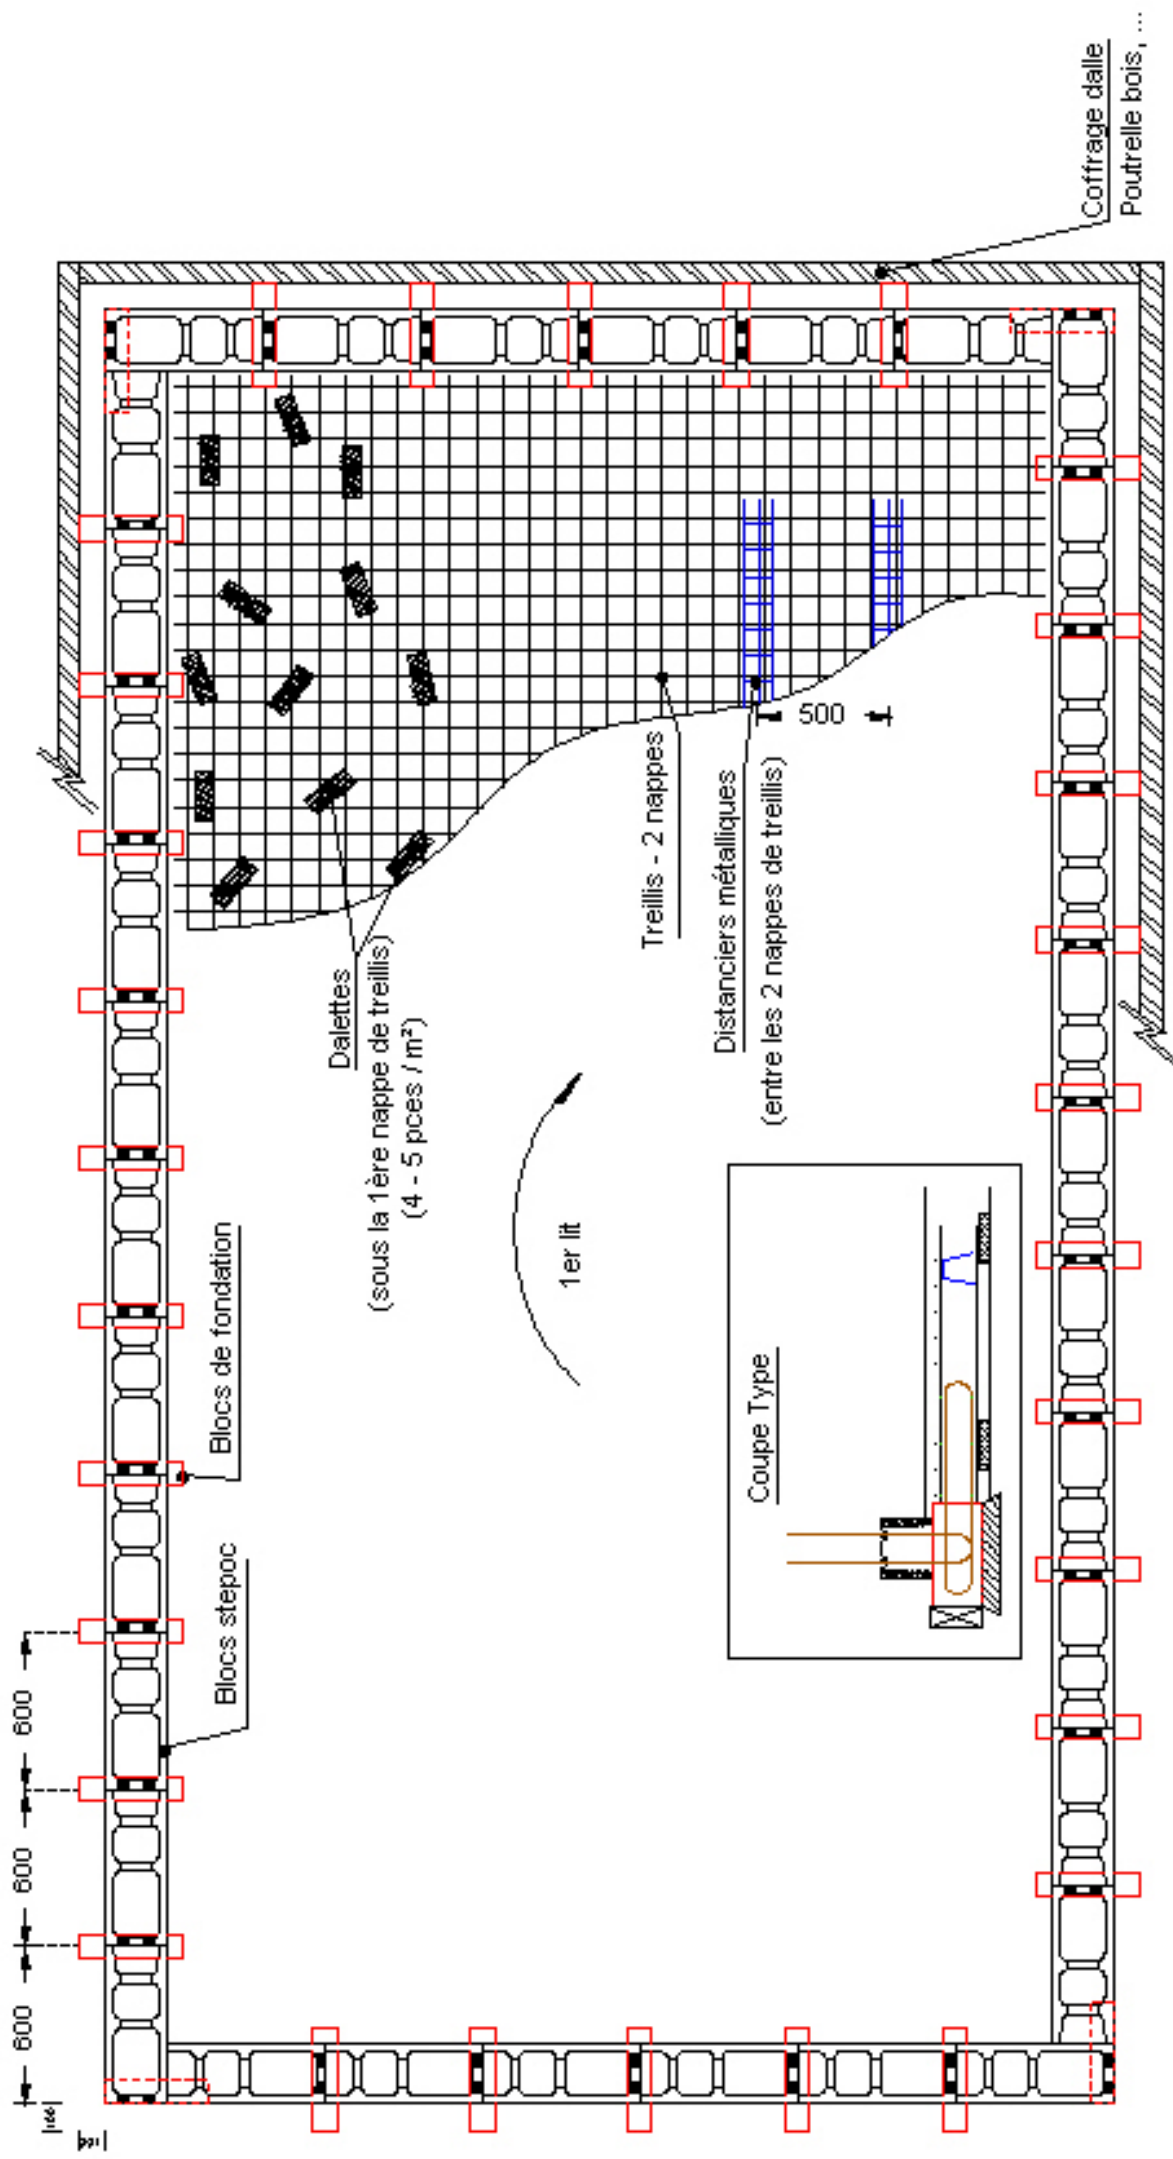 600
600
600
Blocs stepoc
Blocs de fondation
Dalettes
(sous la 1ère nappe de treillis)
(4 - 5 pces / m²)
1er lit
Treillis - 2 nappes
Distanciers métalliques
(entre les 2 nappes de treillis)
500
Coupe Type
Coffrage dalle
Poutrelle bois, ...